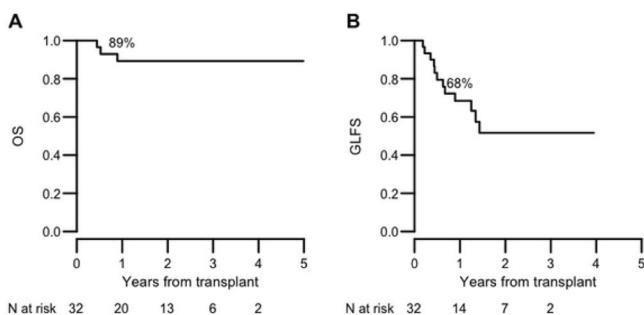 A
1.0
0.8
0.6
0.4
0.2
0.0
OS
89%
0 1 2 3 4 5
Years from transplant
N at risk 32 20 13 6 2
B
1.0
0.8
0.6
0.4
0.2
0.0
GLFS
68%
0 1 2 3 4 5
Years from transplant
N at risk 32 14 7 2